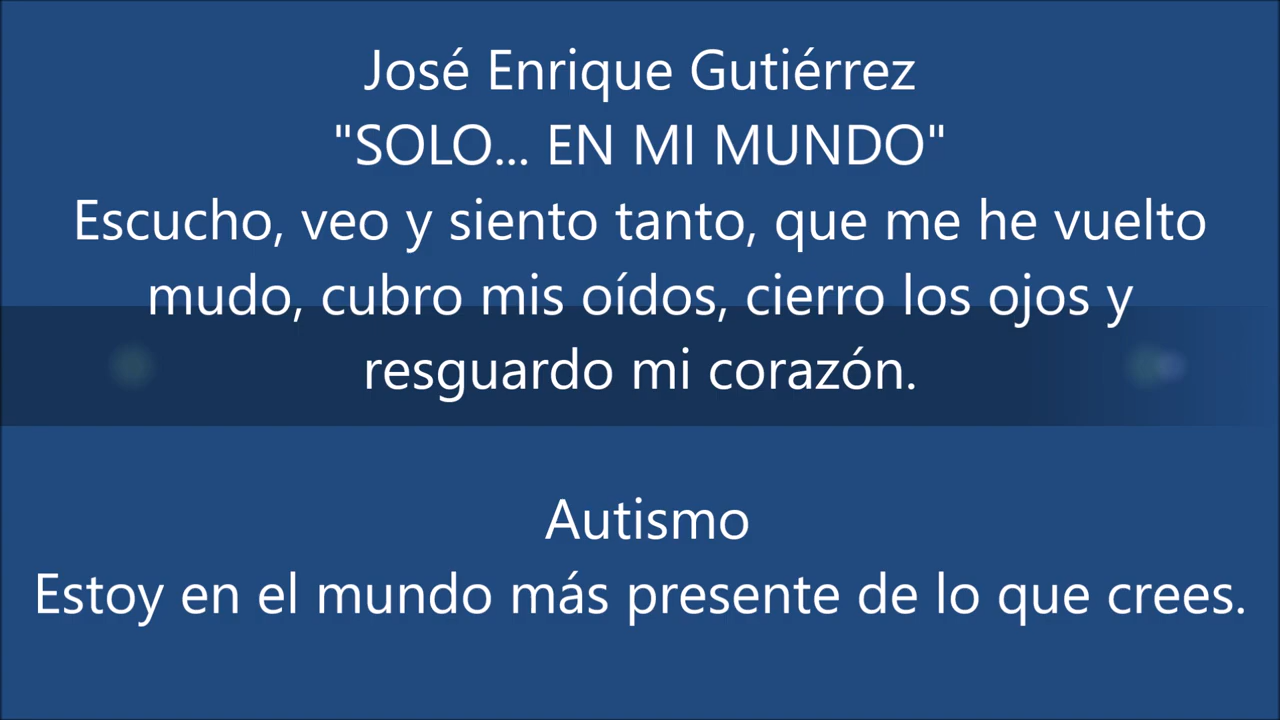 José Enrique Gutiérrez
"SOLO... EN MI MUNDO"
Escucho, veo y siento tanto, que me he vuelto
mudo, cubro mis oídos, cierro los ojos y
resguardo mi corazón.
Autismo
Estoy en el mundo más presente de lo que crees.